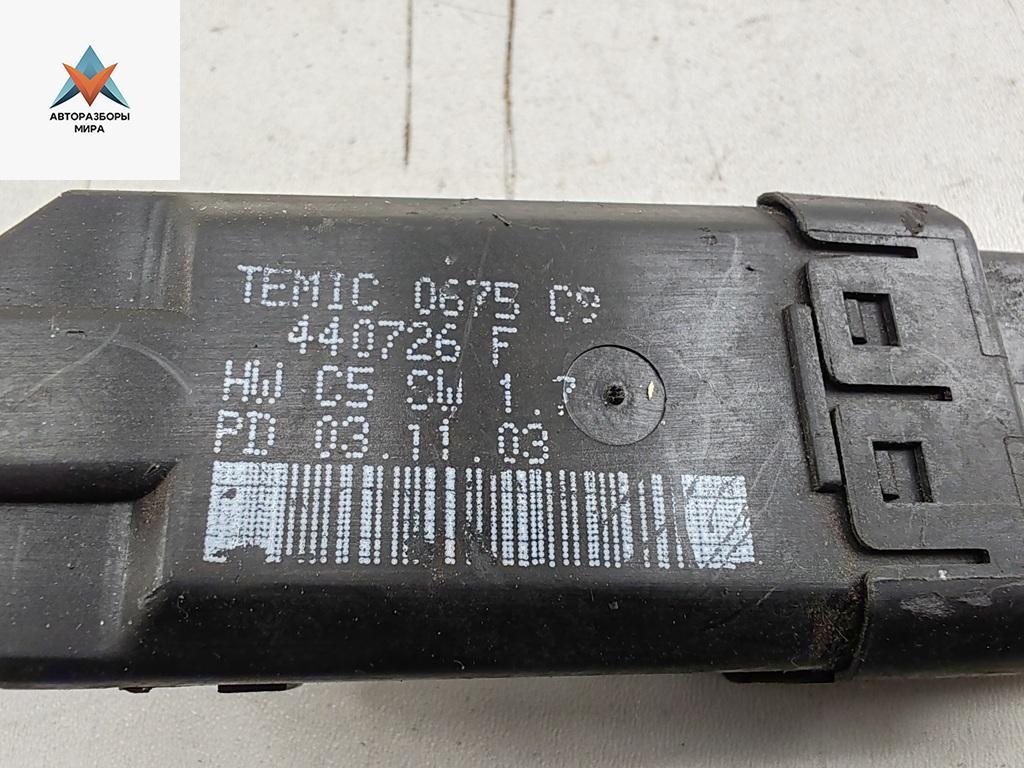 АВТОРАЗБОРЫ
МИРА
TEMIC 0675 C9
440726 F
HW C5 SW 1.7
PD 03.11.03